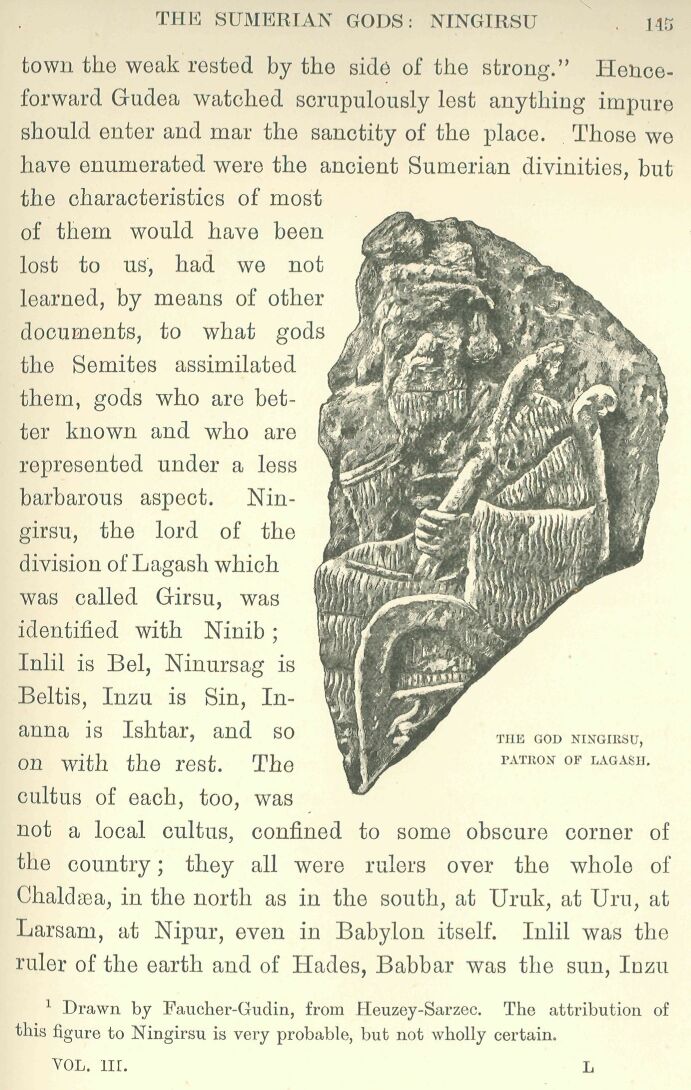 THE SUMERIAN GODS: NINGIRSU 145
town the weak rested by the side of the strong.” Hence-
forward Gudea watched scrupulously lest anything impure
should enter and mar the sanctity of the place. Those we
have enumerated were the ancient Sumerian divinities, but
the characteristics of most
of them would have been
lost to us, had we not
learned, by means of other
documents, to what gods
the Semites assimilated
them, gods who are bet-
ter known and who are
represented under a less
barbarous aspect. Nin-
girsu, the lord of the
division of Lagash which
was called Girsu, was
identified with Ninib;
Inlil is Bel, Ninursag is
Beltis, Inzu is Sin, In-
anna is Ishtar, and so
on with the rest. The
cultus of each, too, was
THE GOD NINGIRSU,
PATRON OF LAGASH.
not a local cultus, confined to some obscure corner of
the country; they all were rulers over the whole of
Chaldæa, in the north as in the south, at Uruk, at Uru, at
Larsam, at Nipur, even in Babylon itself. Inlil was the
ruler of the earth and of Hades, Babbar was the sun, Inzu
¹ Drawn by Faucher-Gudin, from Heuzey-Sarzec. The attribution of
this figure to Ningirsu is very probable, but not wholly certain.
VOL. III. L